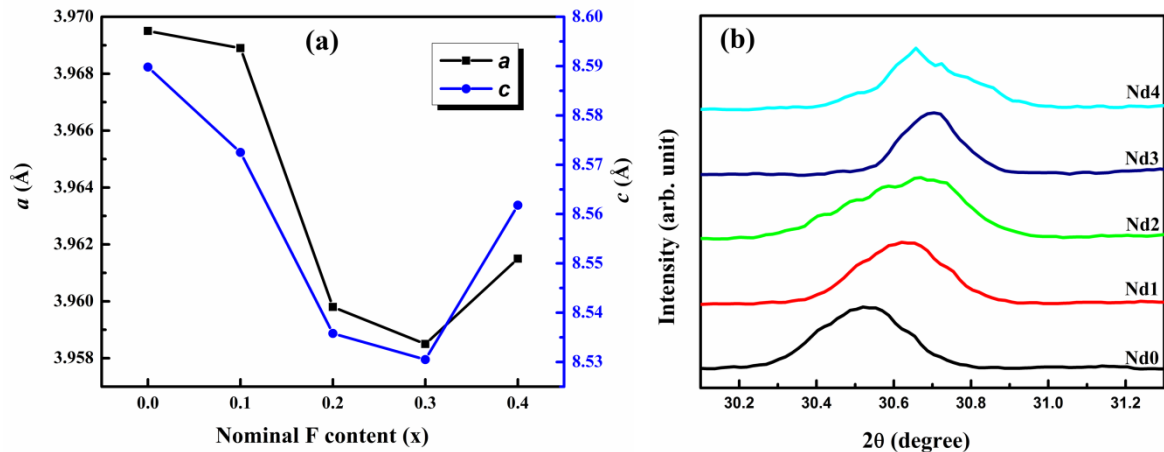 (a)
a
c
3.970
3.968
3.966
3.964
3.962
3.960
3.958
a (Å)
8.60
8.59
8.58
8.57
8.56
8.55
8.54
8.53
c (Å)
0.0 0.1 0.2 0.3 0.4
Nominal F content (x)
(b)
Nd4
Nd3
Nd2
Nd1
Nd0
Intensity (arb. unit)
30.2 30.4 30.6 30.8 31.0 31.2
2θ (degree)